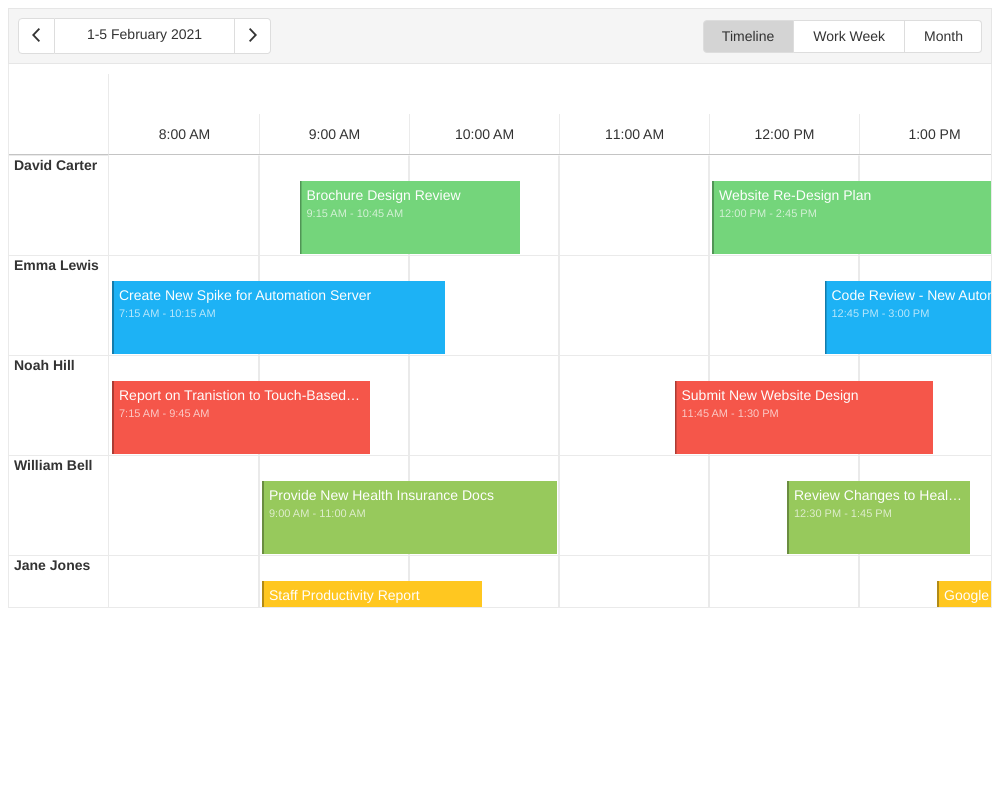 1-5 February 2021
Timeline
Work Week
Month
8:00 AM
9:00 AM
10:00 AM
11:00 AM
12:00 PM
1:00 PM
David Carter
Brochure Design Review
9:15 AM - 10:45 AM
Website Re-Design Plan
12:00 PM - 2:45 PM
Emma Lewis
Create New Spike for Automation Server
7:15 AM - 10:15 AM
Code Review - New Autor
12:45 PM - 3:00 PM
Noah Hill
Report on Tranistion to Touch-Based…
7:15 AM - 9:45 AM
Submit New Website Design
11:45 AM - 1:30 PM
William Bell
Provide New Health Insurance Docs
9:00 AM - 11:00 AM
Review Changes to Heal…
12:30 PM - 1:45 PM
Jane Jones
Staff Productivity Report
Google